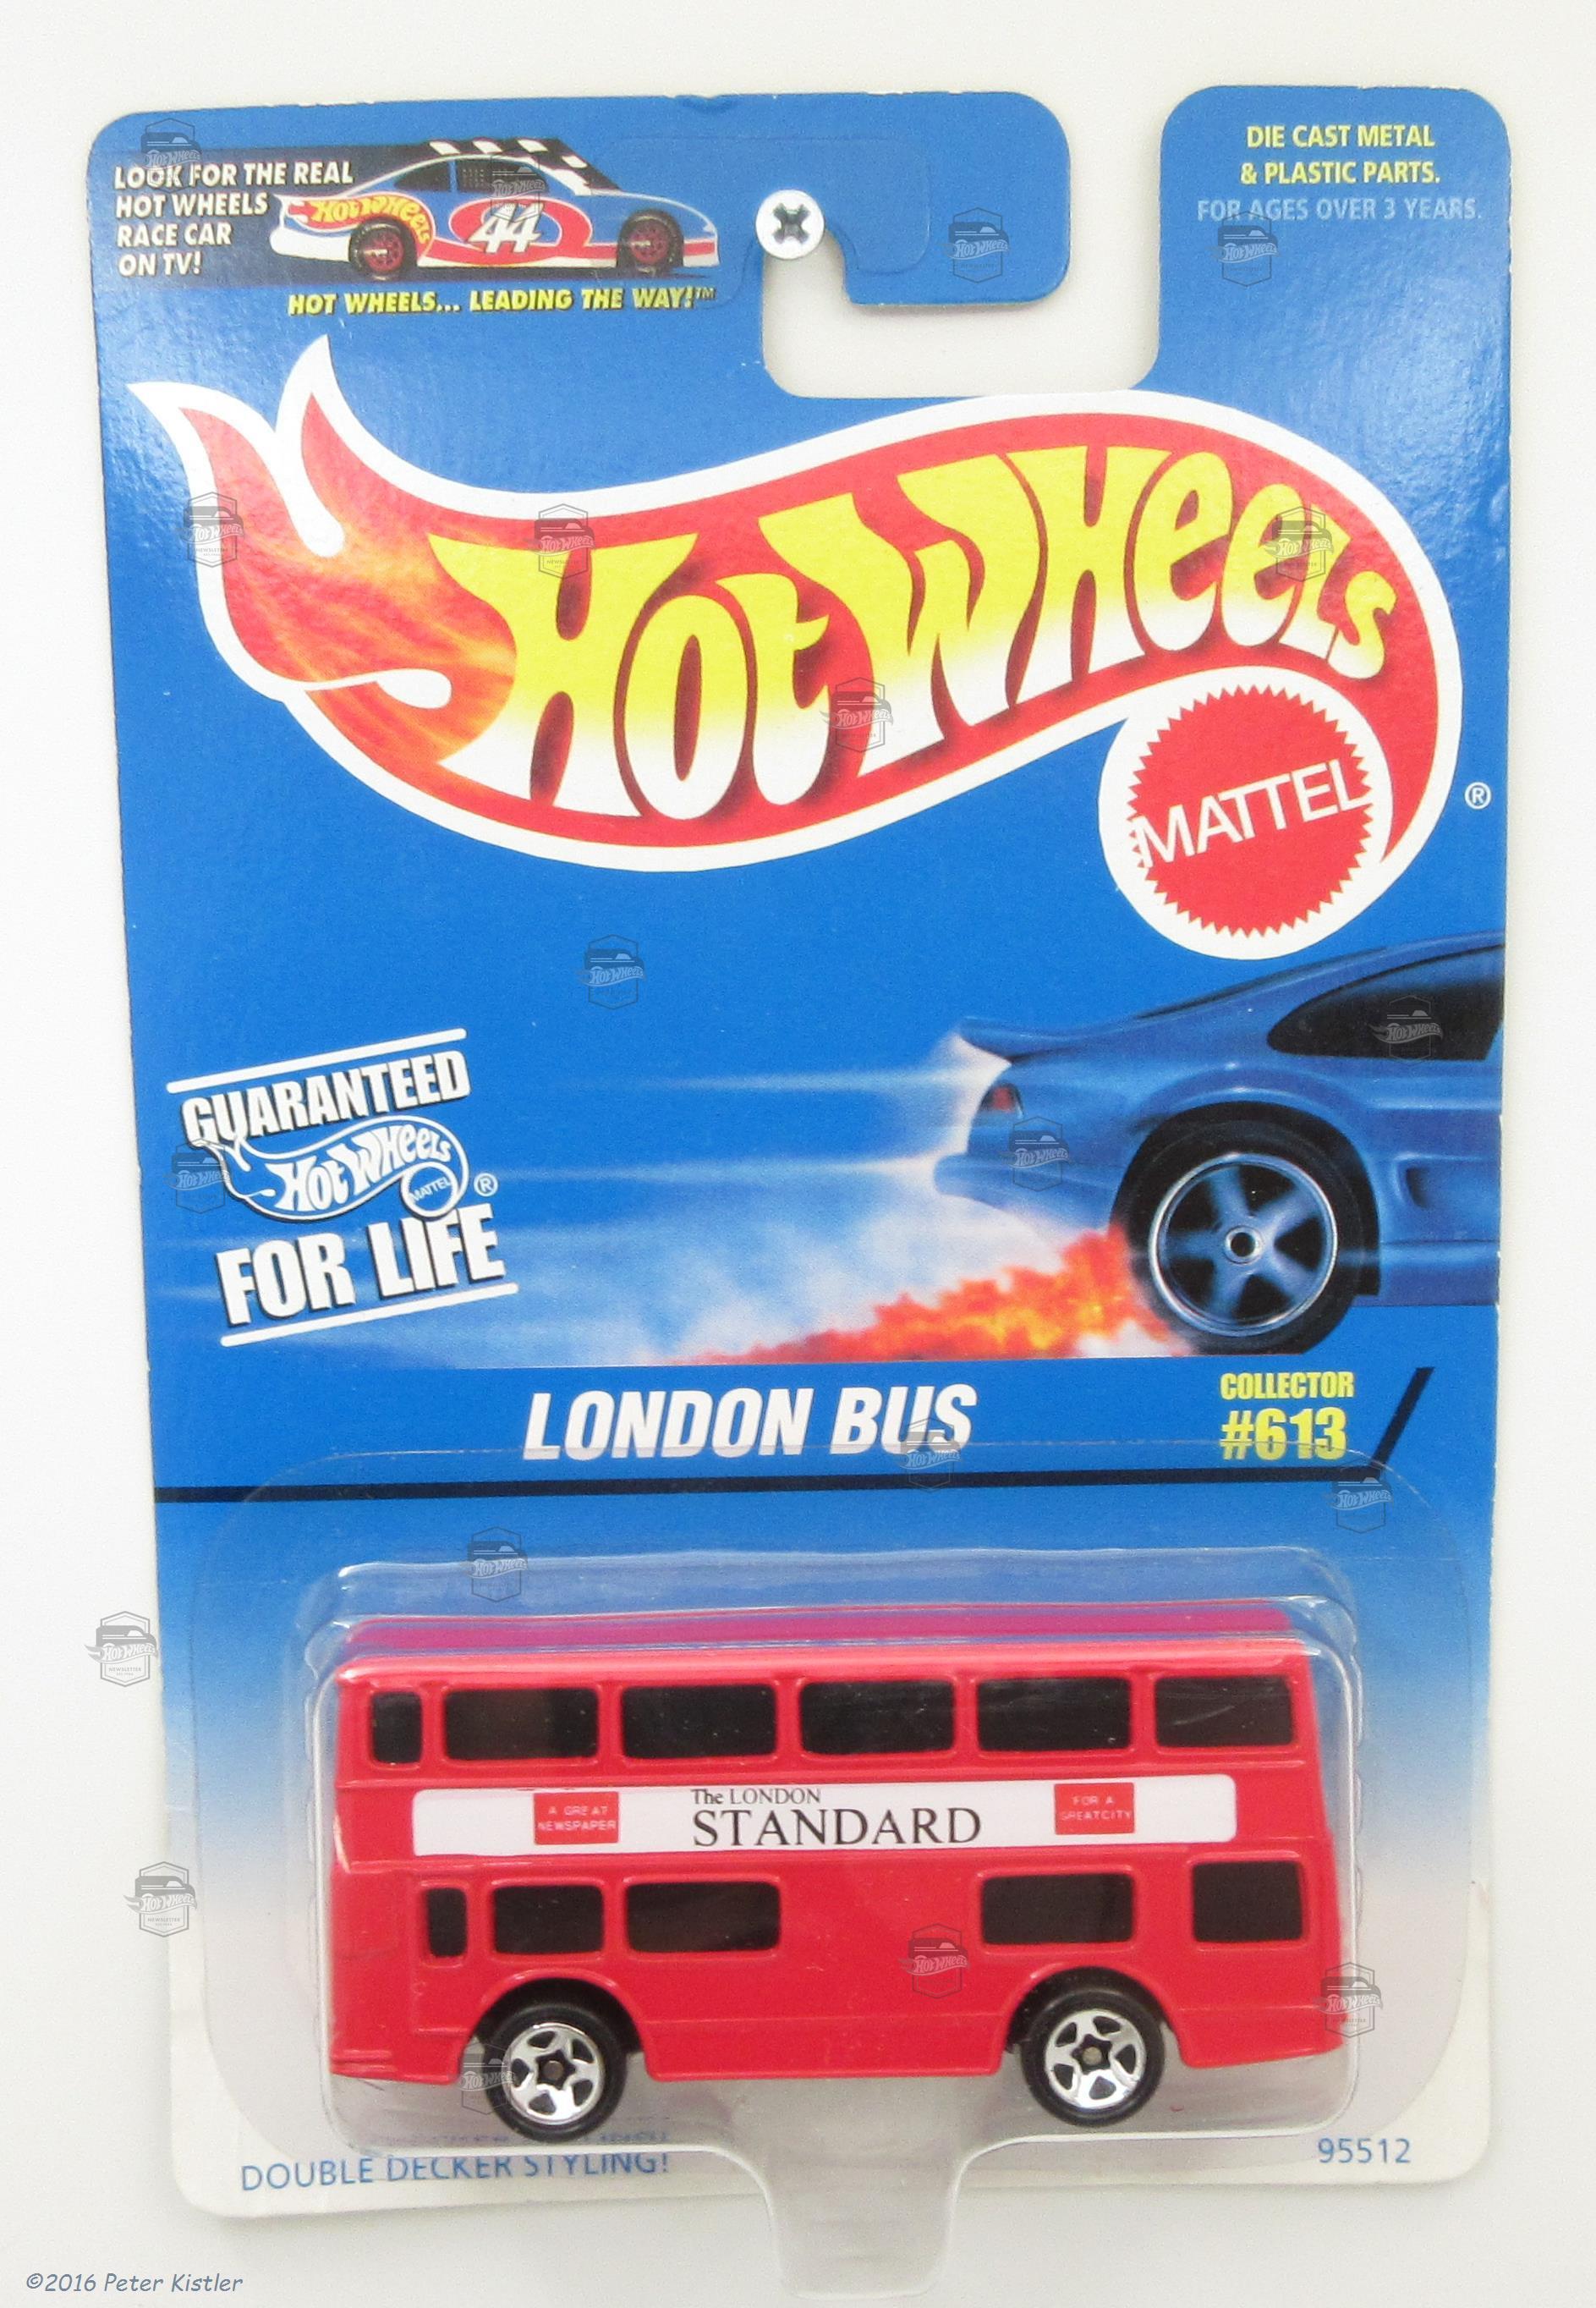 DIE CAST METAL
& PLASTIC PARTS.
FOR AGES OVER 3 YEARS.
LOOK FOR THE REAL
HOT WHEELS
RACE CAR
ON TV!
HOT WHEELS
44
HOT WHEELS... LEADING THE WAY!™
HOT WHEELS
MATTEL
®
GUARANTEED
HOT WHEELS
MATTEL
®
FOR LIFE
LONDON BUS
COLLECTOR
#613
A GREAT
NEWSPAPER
The LONDON
STANDARD
FOR A
GREATCITY
DOUBLE DECKER STYLING!
95512
©2016 Peter Kistler